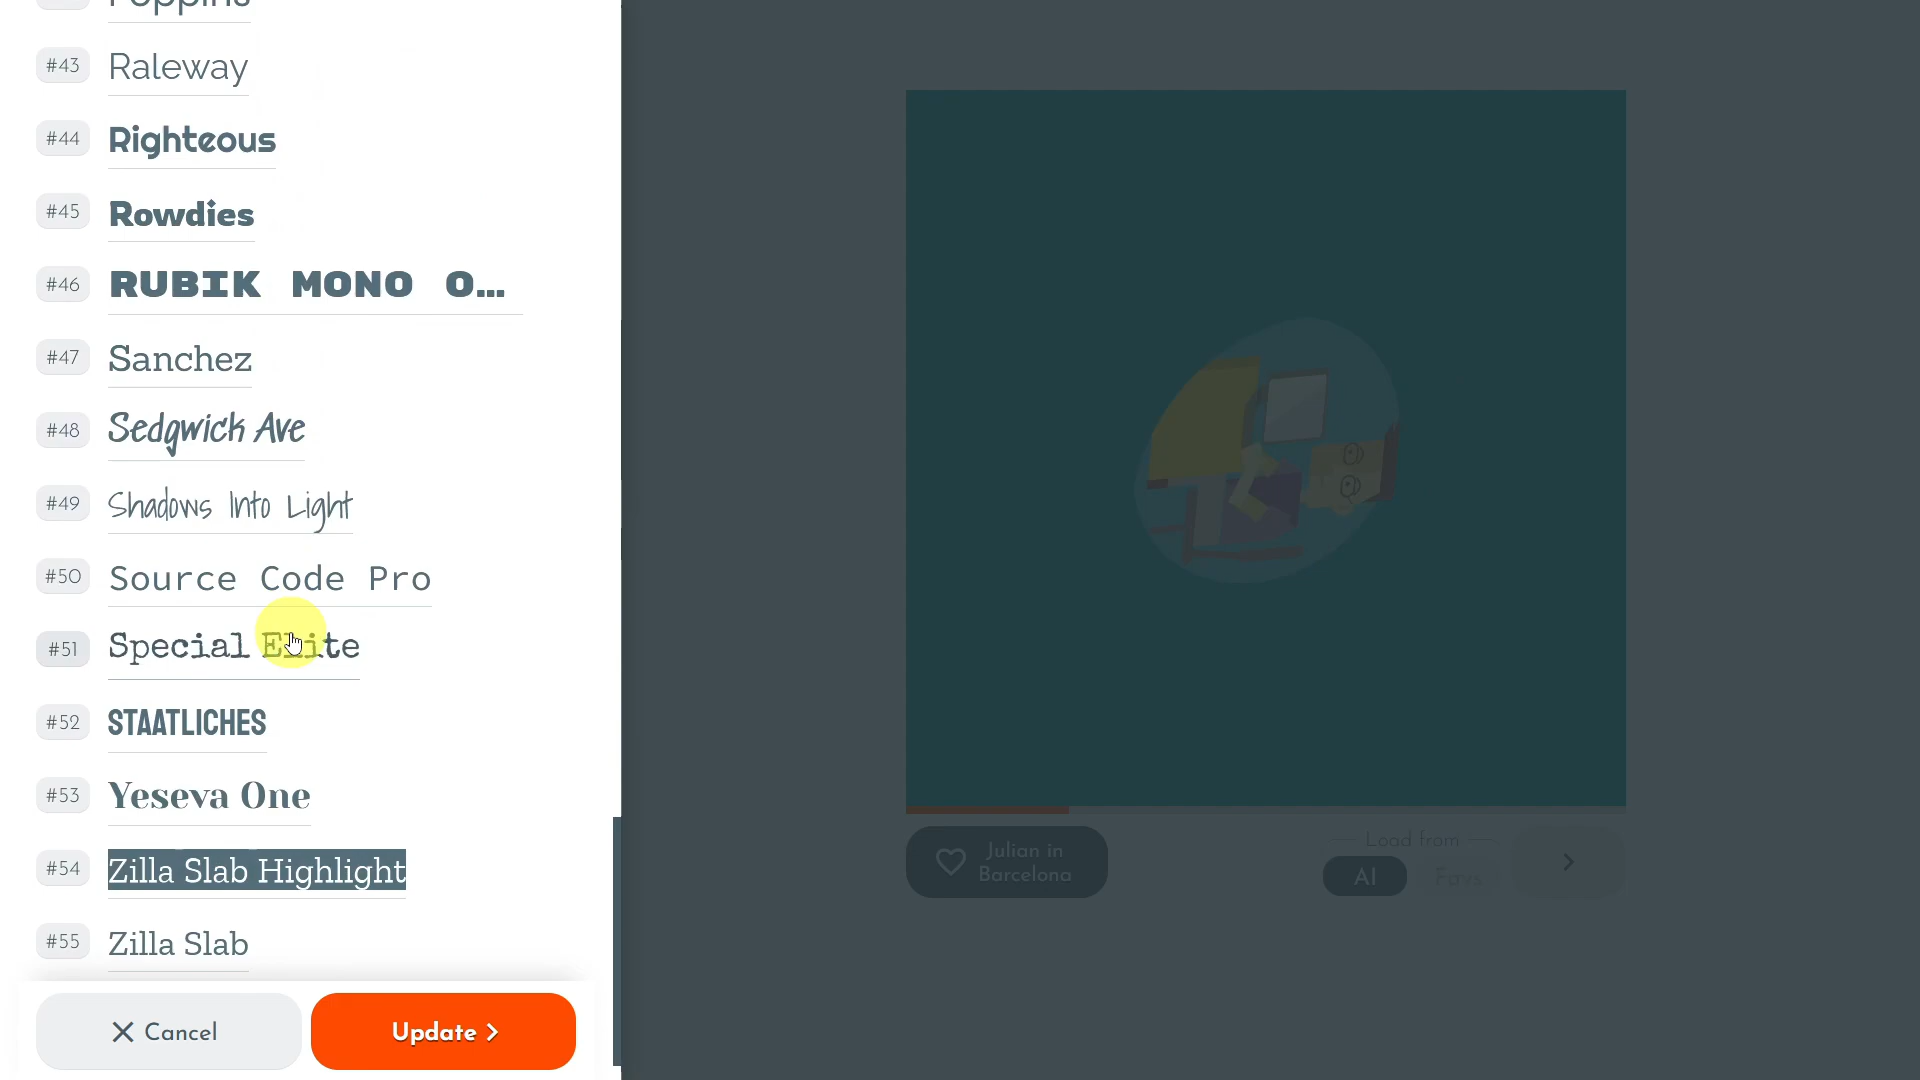 Poppins
#43 Raleway
#44 Righteous
#45 Rowdies
#46 RUBIK MONO O...
#47 Sanchez
#48 Sedgwick Ave
#49 Shadows Into Light
#50 Source Code Pro
#51 Special Elite
#52 STAATLICHES
#53 Yeseva One
#54 Zilla Slab Highlight
#55 Zilla Slab
Cancel
Update
Julian in
Barcelona
Load from
AI Favs